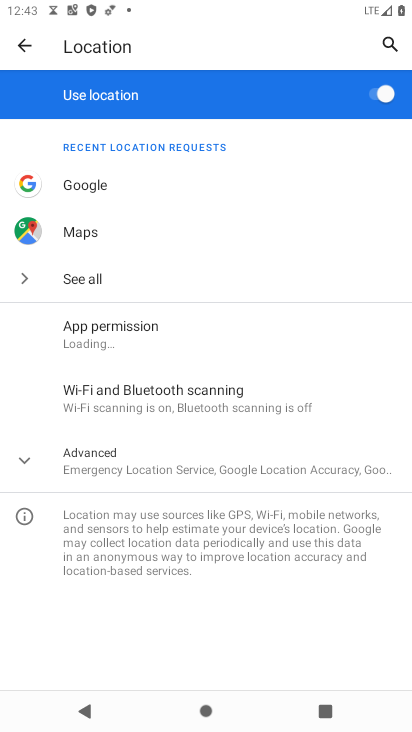 12:43
LTE
Location
Use location
RECENT LOCATION REQUESTS
Google
Maps
See all
App permission
Loading…
Wi-Fi and Bluetooth scanning
Wi-Fi scanning is on, Bluetooth scanning is off
Advanced
Emergency Location Service, Google Location Accuracy, Goo..
Location may use sources like GPS, Wi-Fi, mobile networks,
and sensors to help estimate your device's location. Google
may collect location data periodically and use this data
in an anonymous way to improve location accuracy and
location-based services.